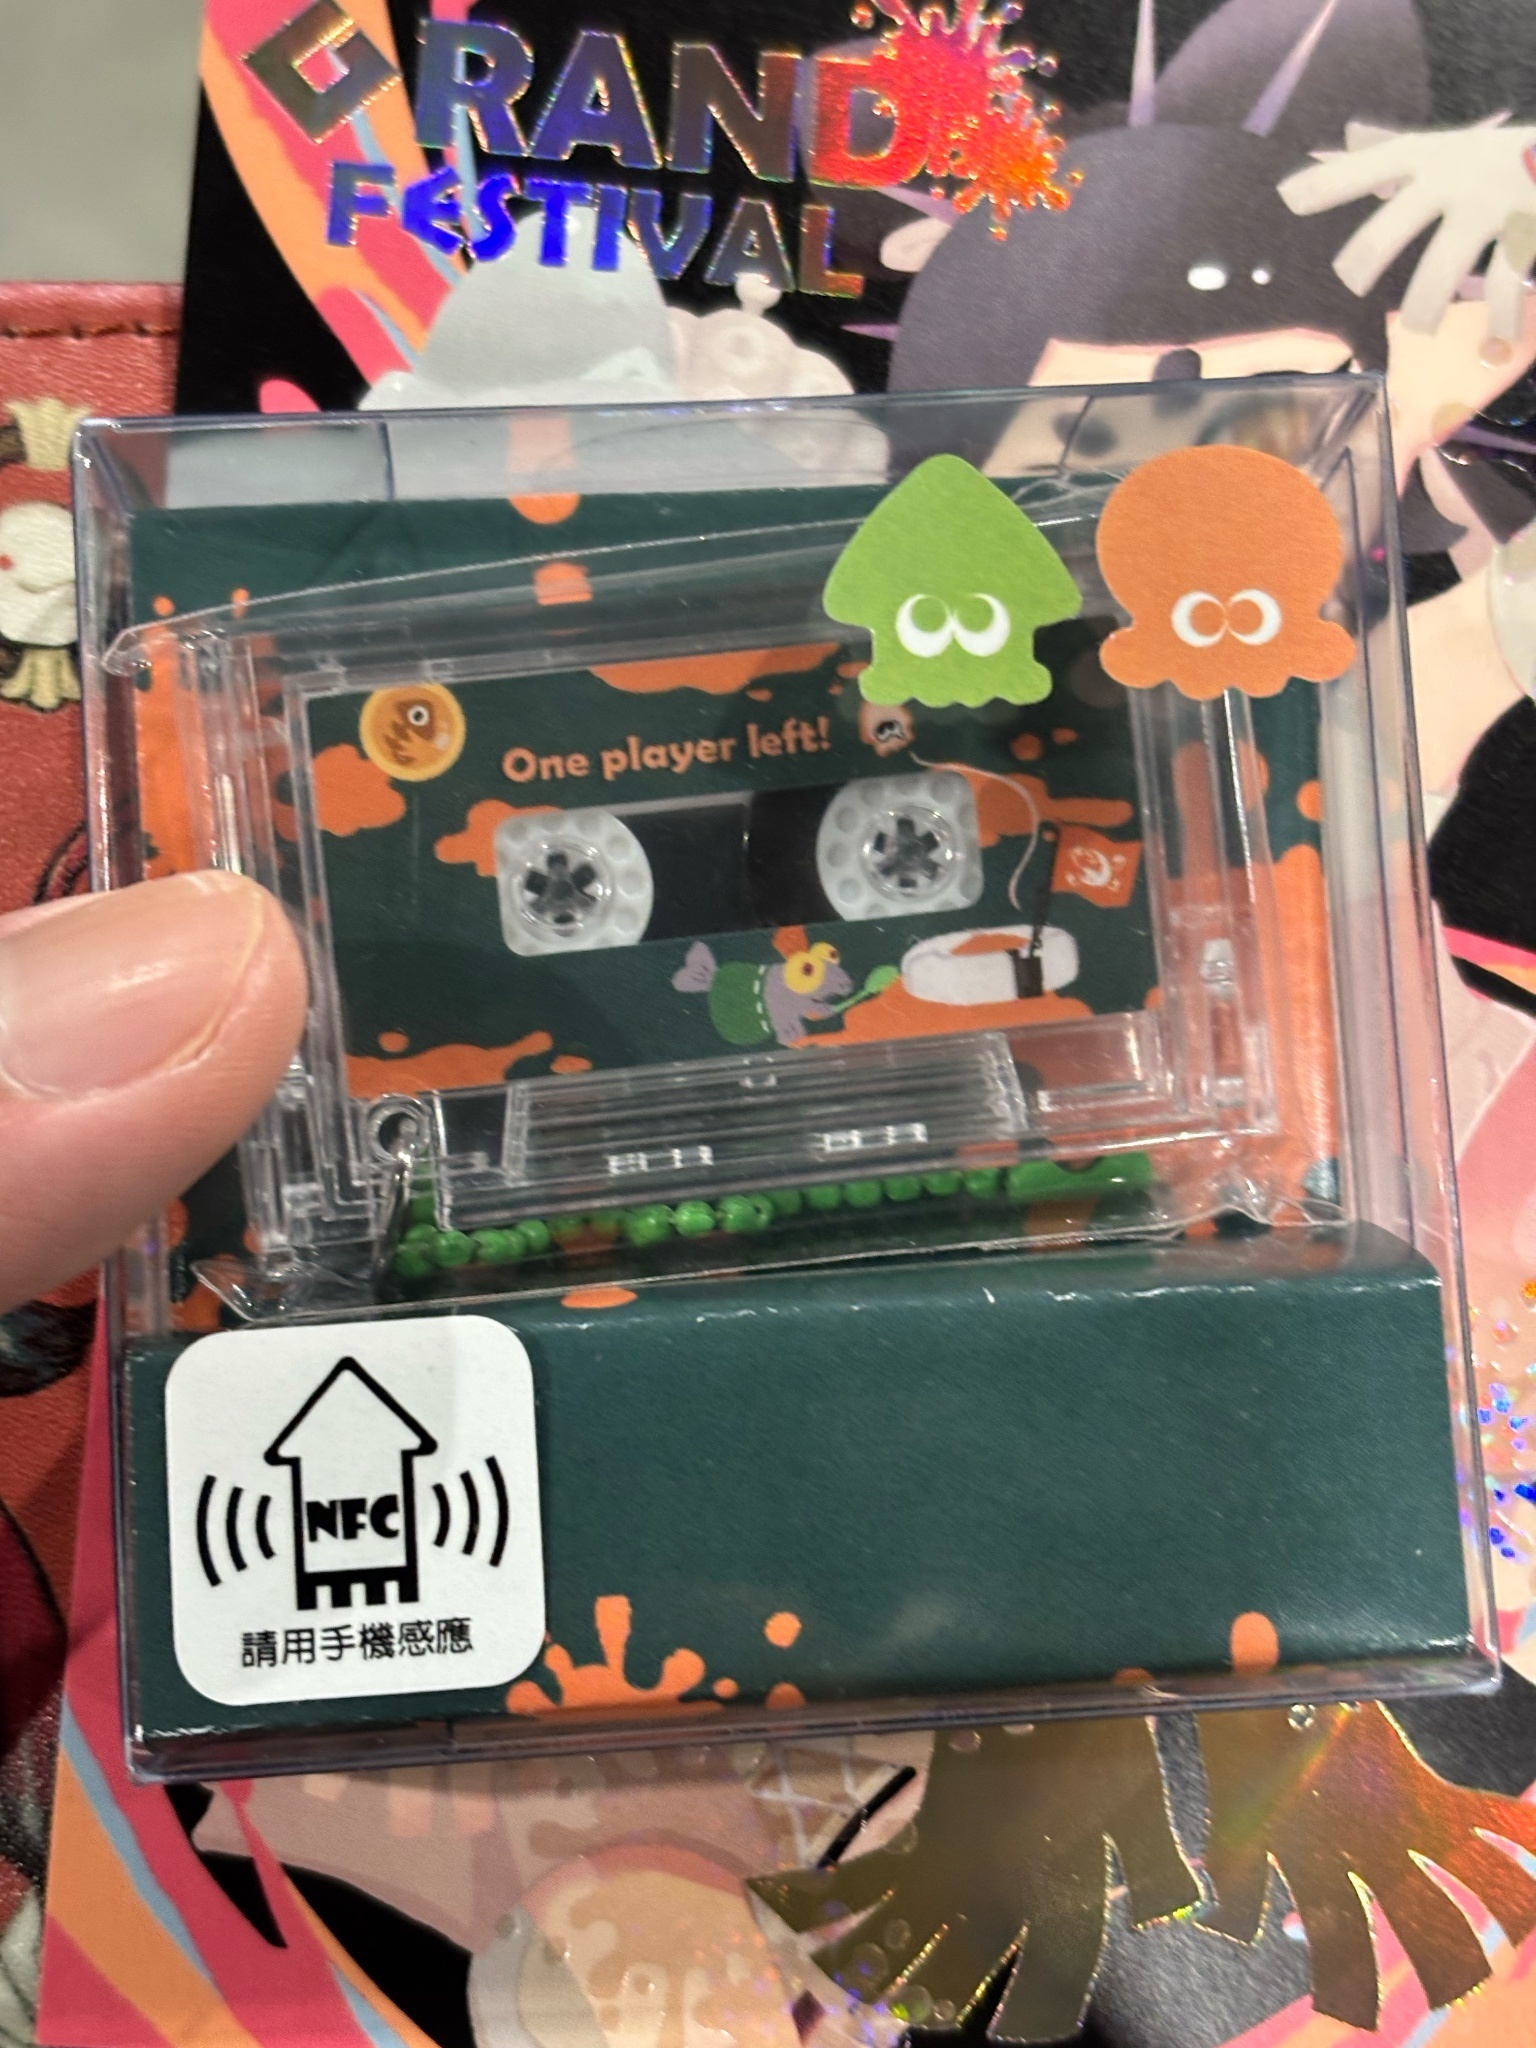 GRAND
FESTIVAL
One player left!
NFC
請用手機感應